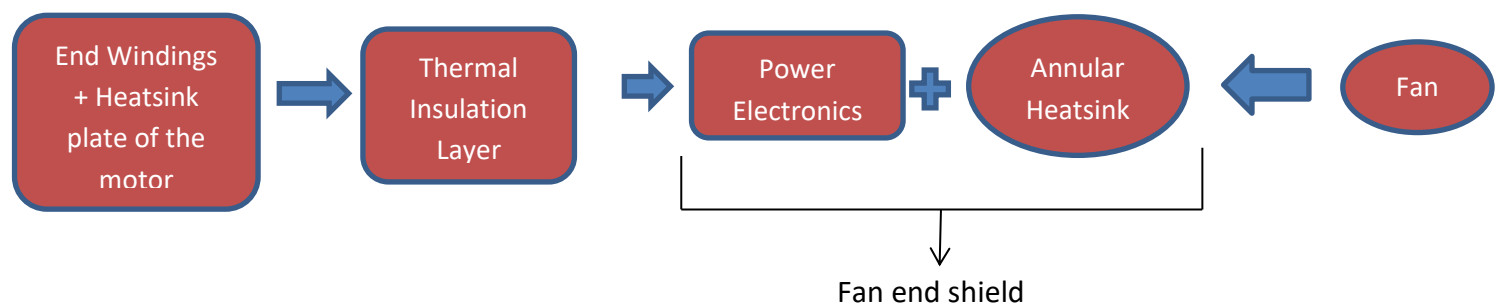 End Windings
+ Heatsink
plate of the
motor
Thermal
Insulation
Layer
Power
Electronics
Annular
Heatsink
Fan
Fan end shield